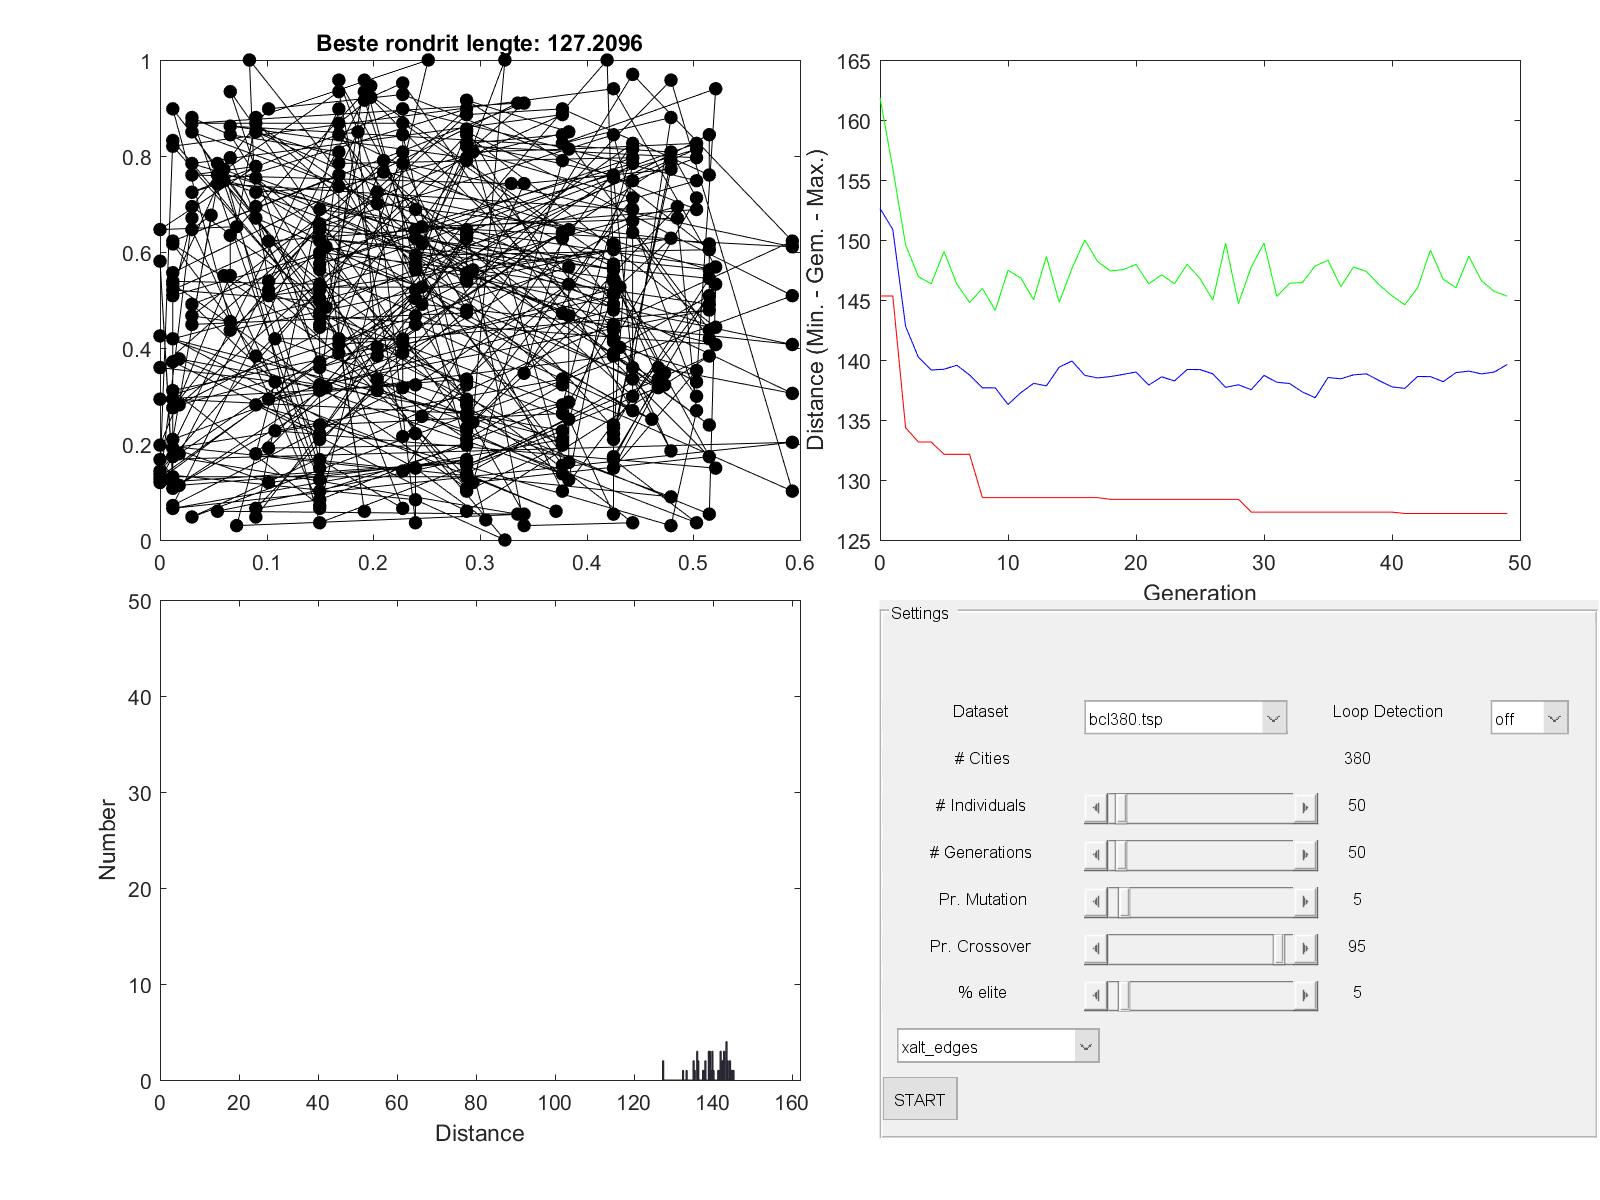 Beste rondrit lengte: 127.2096
1
0.8
0.6
0.4
0.2
0
0 0.1 0.2 0.3 0.4 0.5 0.6
165
160
155
150
145
140
135
130
125
0 10 20 30 40 50
Distance (Min. - Gem. - Max.)
Generation
50
40
30
20
10
0
0 20 40 60 80 100 120 140 160
Number
Distance
Settings
Dataset bcl380.tsp Loop Detection off
# Cities 380
# Individuals 50
# Generations 50
Pr. Mutation 5
Pr. Crossover 95
% elite 5
xalt_edges
START